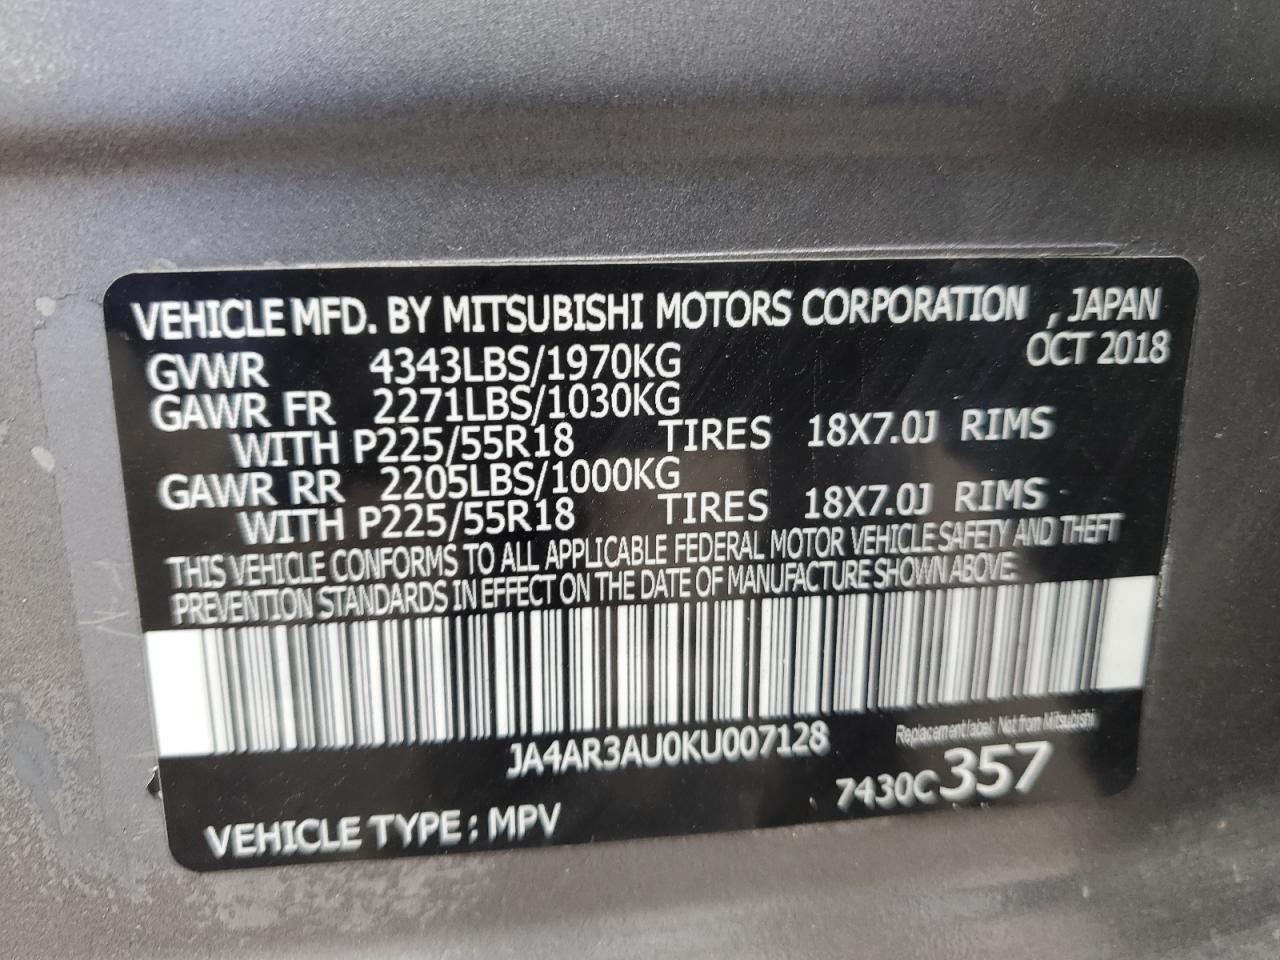 VEHICLE MFD. BY MITSUBISHI MOTORS CORPORATION , JAPAN
OCT 2018
GVWR 4343LBS/1970KG
GAWR FR 2271LBS/1030KG
WITH P225/55R18 TIRES 18X7.0J RIMS
GAWR RR 2205LBS/1000KG
WITH P225/55R18 TIRES 18X7.0J RIMS
THIS VEHICLE CONFORMS TO ALL APPLICABLE FEDERAL MOTOR VEHICLE SAFETY AND THEFT
PREVENTION STANDARDS IN EFFECT ON THE DATE OF MANUFACTURE SHOWN ABOVE.
JA4AR3AU0KU007128
Replacement label: Not from Mitsubishi
7430C 357
VEHICLE TYPE : MPV